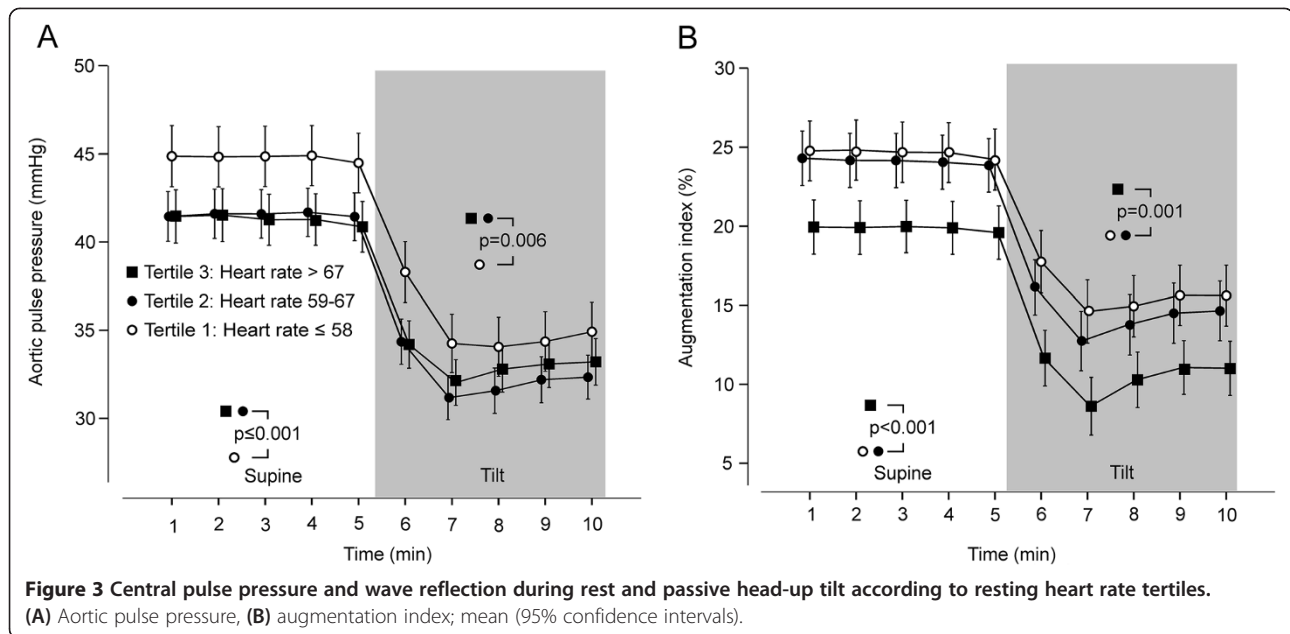 A
50
45
40
35
30
Aortic pulse pressure (mmHg)
■ Tertile 3: Heart rate > 67
● Tertile 2: Heart rate 59-67
○ Tertile 1: Heart rate ≤ 58
p=0.006
p≤0.001
Supine
Tilt
1 2 3 4 5 6 7 8 9 10
Time (min)
B
30
25
20
15
10
5
Augmentation index (%)
p=0.001
p<0.001
Supine
Tilt
1 2 3 4 5 6 7 8 9 10
Time (min)
Figure 3 Central pulse pressure and wave reflection during rest and passive head-up tilt according to resting heart rate tertiles.
(A) Aortic pulse pressure, (B) augmentation index; mean (95% confidence intervals).